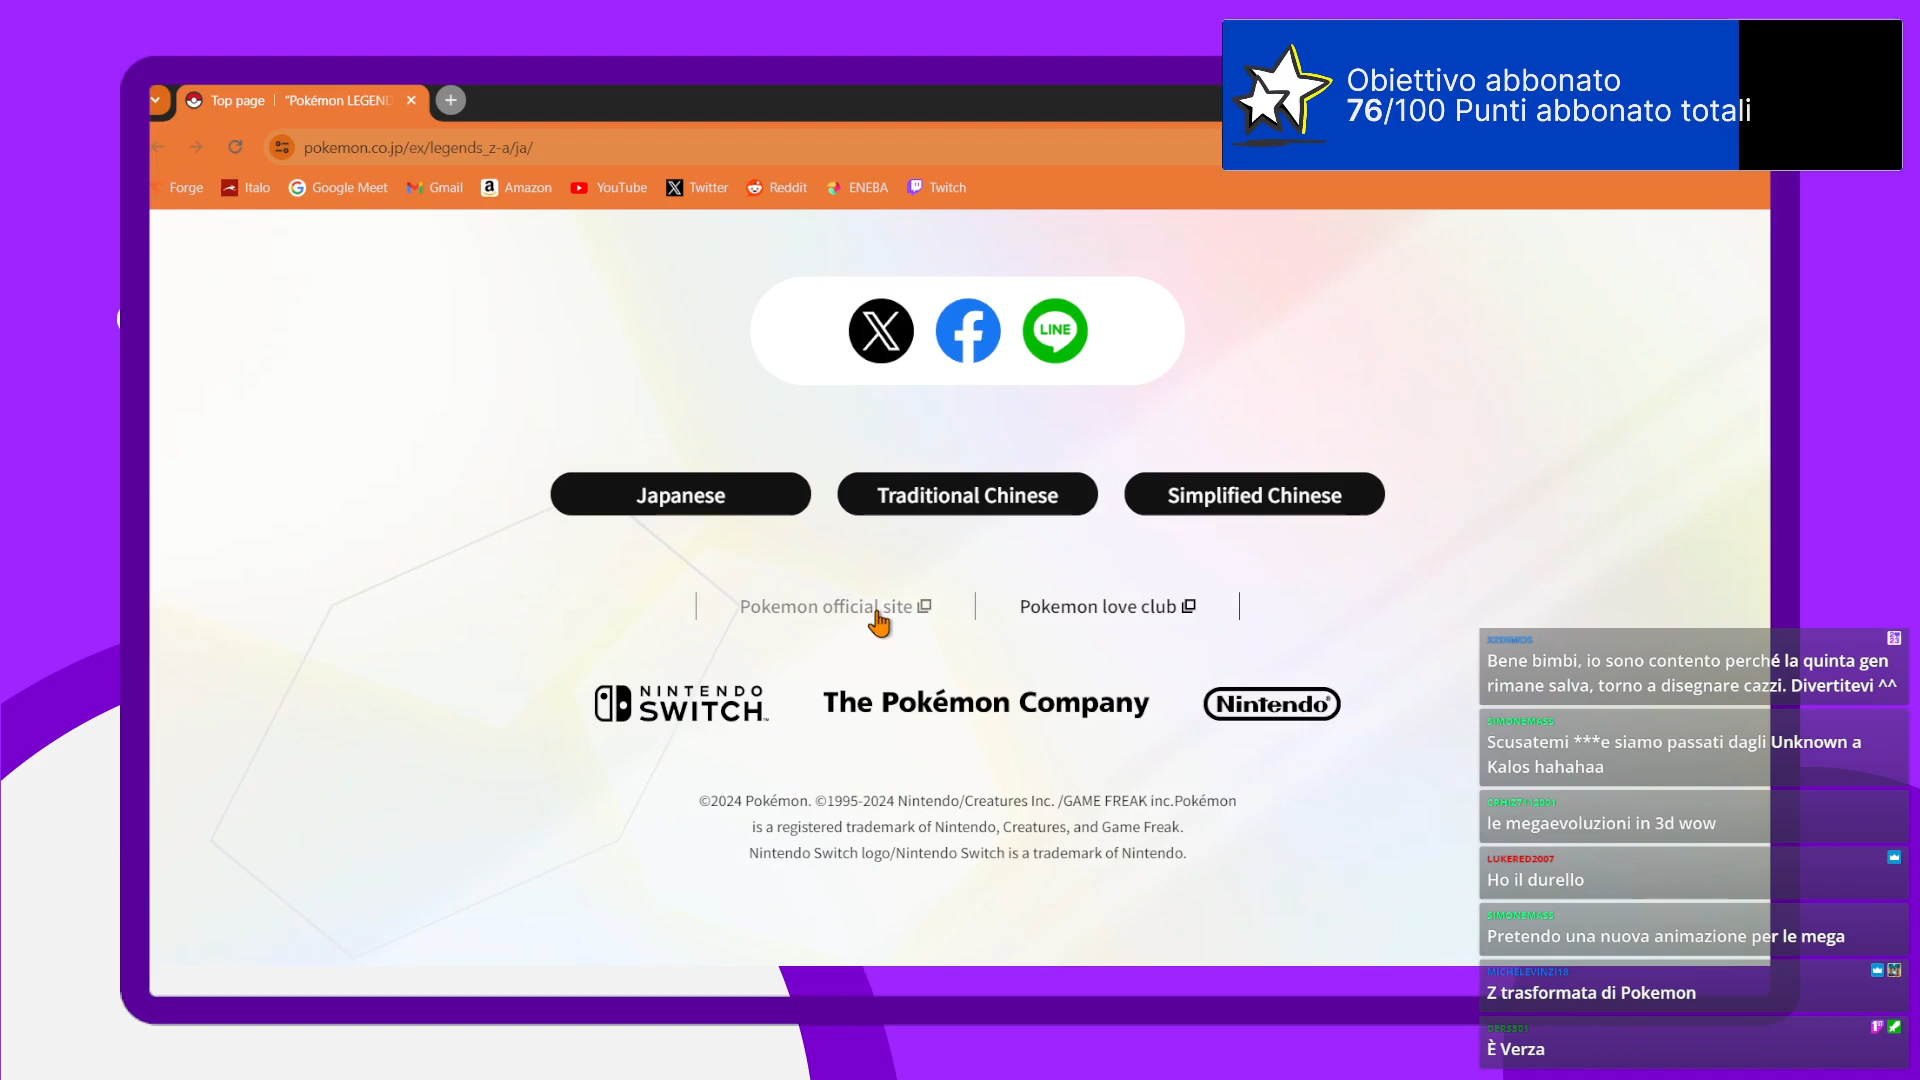 Obiettivo abbonato
76/100 Punti abbonato totali
Top page | "Pokémon LEGEND
pokemon.co.jp/ex/legends_z-a/ja/
Forge Italo Google Meet Gmail Amazon YouTube Twitter Reddit ENEBA Twitch
LINE
Japanese Traditional Chinese Simplified Chinese
Pokemon official site Pokemon love club
NINTENDO SWITCH The Pokémon Company Nintendo
©2024 Pokémon. ©1995-2024 Nintendo/Creatures Inc. /GAME FREAK inc.Pokémon
is a registered trademark of Nintendo, Creatures, and Game Freak.
Nintendo Switch logo/Nintendo Switch is a trademark of Nintendo.
Bene bimbi, io sono contento perché la quinta gen
rimane salva, torno a disegnare cazzi. Divertitevi ^^
SIMONEMASS
Scusatemi ***e siamo passati dagli Unknown a
Kalos hahahaa
le megaevoluzioni in 3d wow
LUKERED2007
Ho il durello
SIMONEMASS
Pretendo una nuova animazione per le mega
MICHELEVINZI18
Z trasformata di Pokemon
È Verza